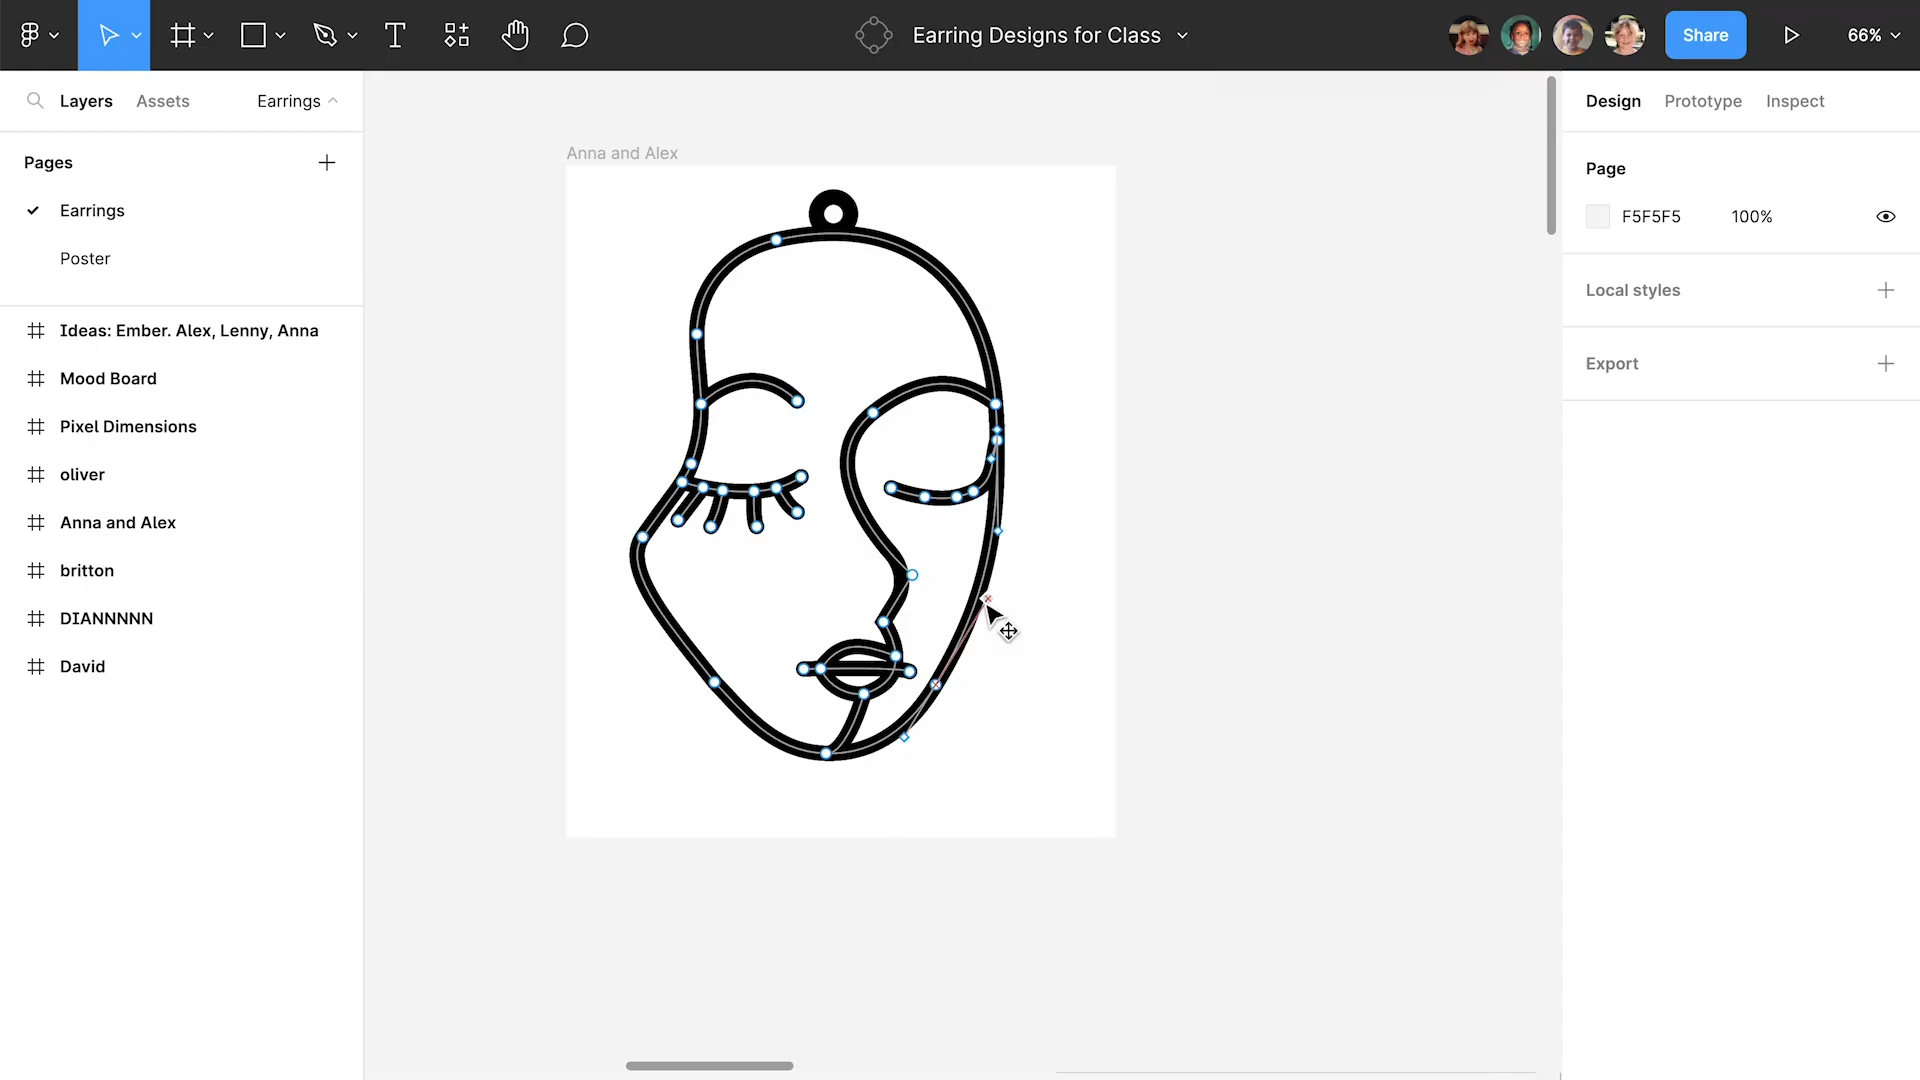 Earring Designs for Class
Share
66%
Layers
Assets
Earrings
Pages
Earrings
Poster
Ideas: Ember. Alex, Lenny, Anna
Mood Board
Pixel Dimensions
oliver
Anna and Alex
britton
DIANNNNN
David
Anna and Alex
Design
Prototype
Inspect
Page
F5F5F5
100%
Local styles
Export